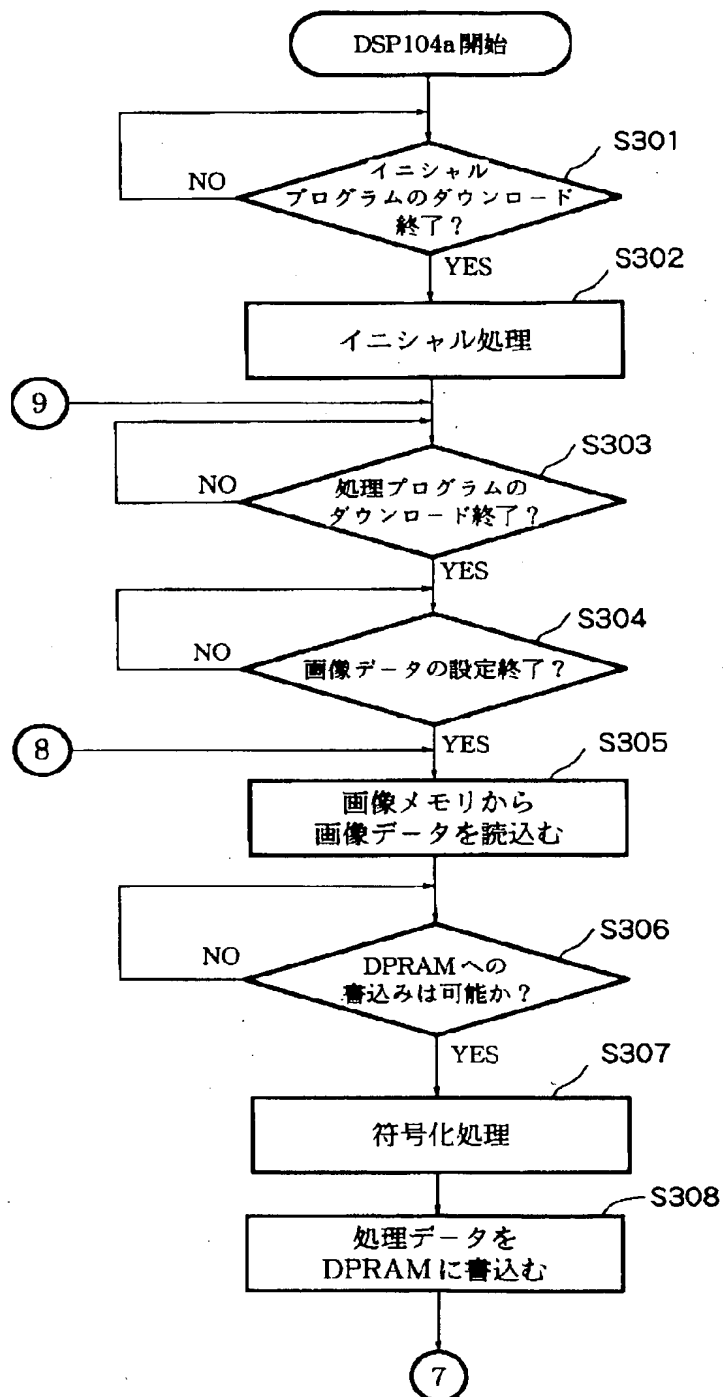 DSP104a開始
S301
イニシャル
プログラムのダウンロード
終了?
NO
YES
S302
イニシャル処理
9
S303
処理プログラムの
ダウンロード終了?
NO
YES
S304
画像データの設定終了?
NO
YES
8
S305
画像メモリから
画像データを読込む
S306
DPRAMへの
書込みは可能か?
NO
YES
S307
符号化処理
S308
処理データを
DPRAMに書込む
7